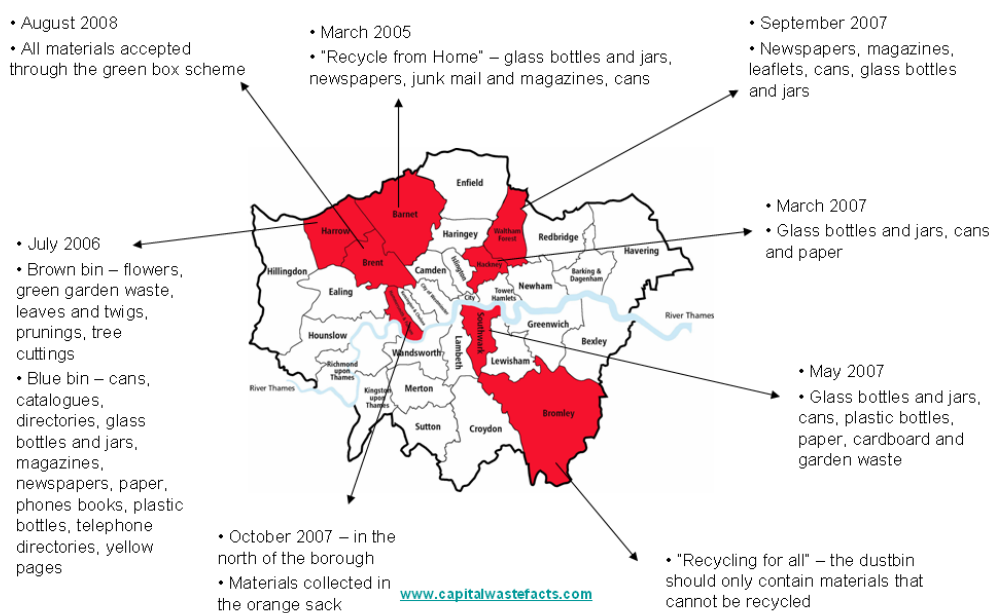 • August 2008
• All materials accepted
through the green box scheme
• March 2005
• "Recycle from Home" – glass bottles and jars,
newspapers, junk mail and magazines, cans
• September 2007
• Newspapers, magazines,
leaflets, cans, glass bottles
and jars
• March 2007
• Glass bottles and jars, cans
and paper
• July 2006
• Brown bin – flowers,
green garden waste,
leaves and twigs,
prunings, tree
cuttings
• Blue bin – cans,
catalogues,
directories, glass
bottles and jars,
magazines,
newspapers, paper,
phones books, plastic
bottles, telephone
directories, yellow
pages
Enfield
Barnet
Harrow
Haringey
Waltham
Forest
Redbridge
Havering
Brent
Hillingdon
Camden
Islington
Hackney
Barking &
Dagenham
Ealing
City of Westminster
City
Tower
Hamlets
Newham
Hounslow
Southwark
Greenwich
River Thames
Bexley
Lambeth
Wandsworth
Lewisham
Richmond
upon
Thames
River Thames
Kingston
upon
Thames
Merton
Bromley
Sutton
Croydon
• May 2007
• Glass bottles and jars,
cans, plastic bottles,
paper, cardboard and
garden waste
• October 2007 – in the
north of the borough
• Materials collected in
the orange sack
www.capitalwastefacts.com
• "Recycling for all" – the dustbin
should only contain materials that
cannot be recycled